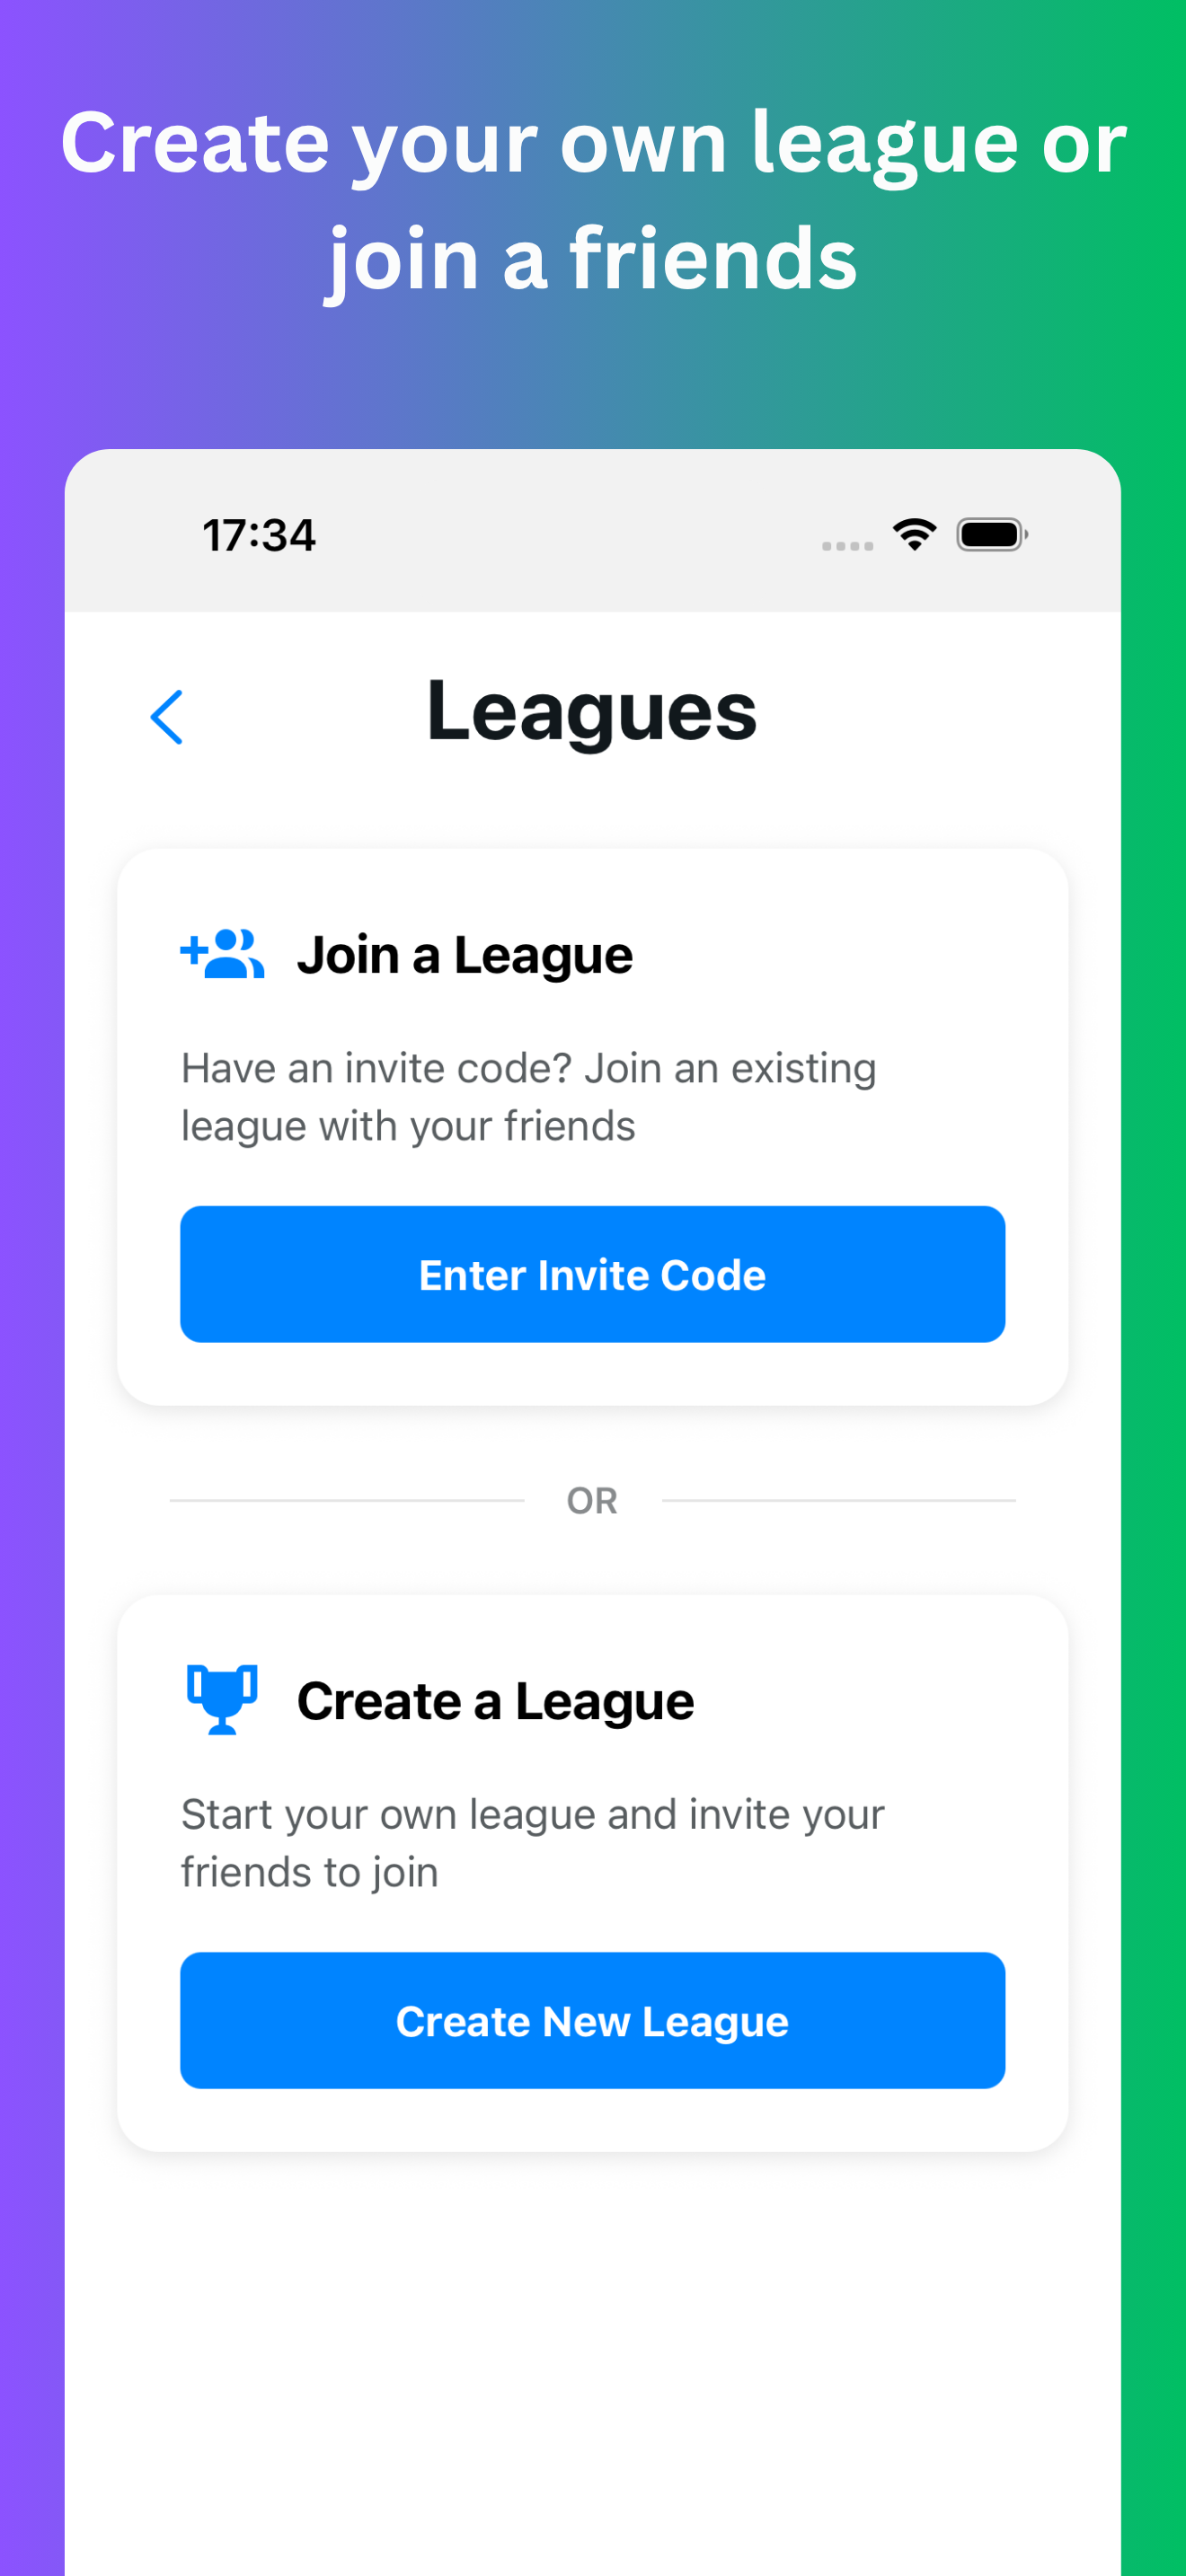 Create your own league or
join a friends
17:34
Leagues
Join a League
Have an invite code? Join an existing
league with your friends
Enter Invite Code
OR
Create a League
Start your own league and invite your
friends to join
Create New League